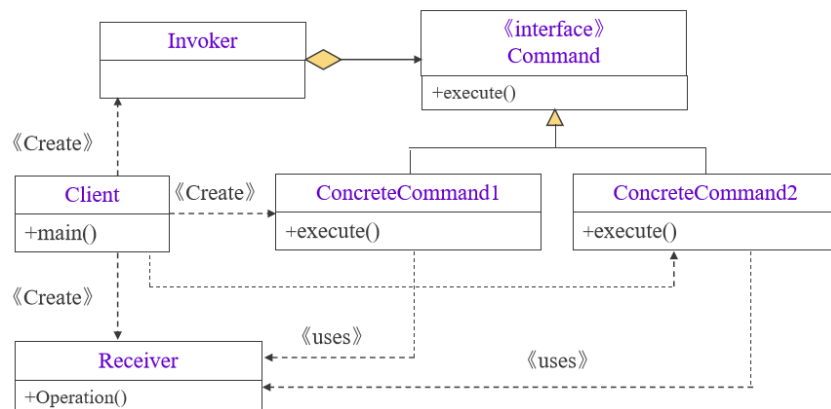 Invoker
《interface》
Command
+execute()
《Create》
Client
+main()
《Create》
ConcreteCommand1
+execute()
ConcreteCommand2
+execute()
《Create》
《uses》
《uses》
Receiver
+Operation()